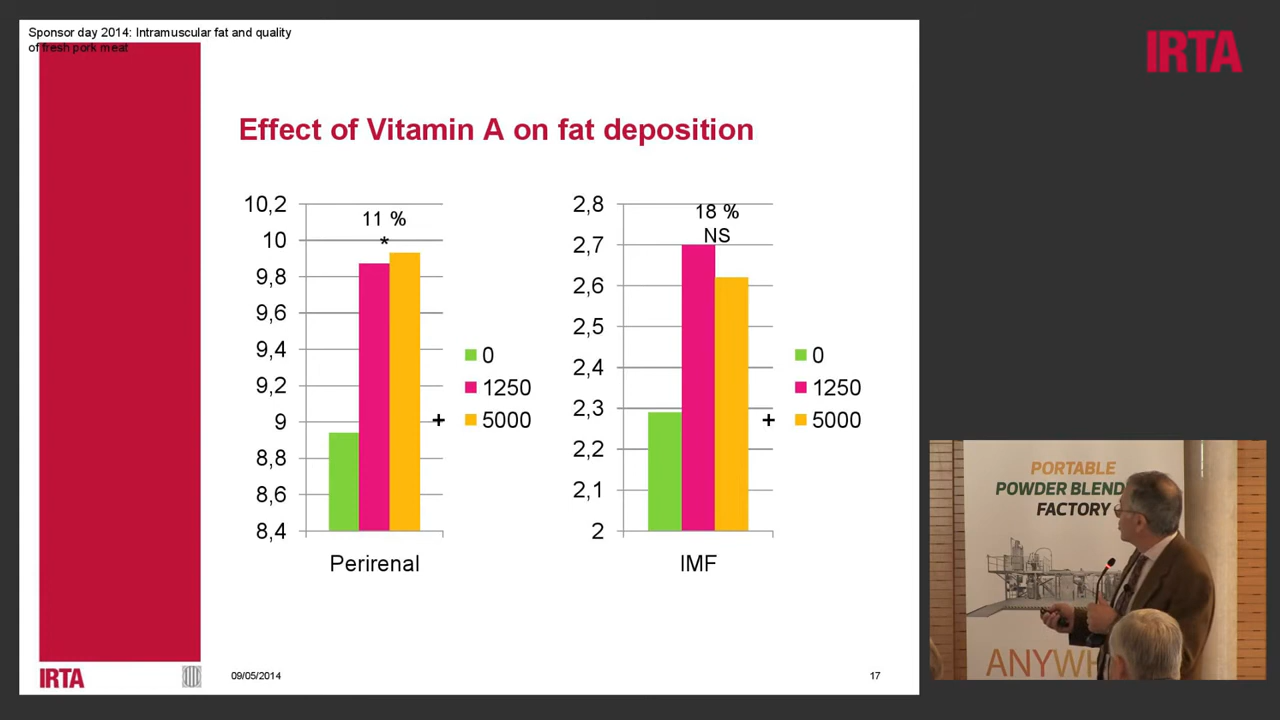 Sponsor day 2014: Intramuscular fat and quality
of fresh pork meat
IRTA
Effect of Vitamin A on fat deposition
10,2
10
9,8
9,6
9,4
9,2
9
8,8
8,6
8,4
11 %
*
Perirenal
+
0
1250
5000
2,8
2,7
2,6
2,5
2,4
2,3
2,2
2,1
2
18 %
NS
IMF
+
0
1250
5000
PORTABLE
POWDER BLEND
FACTORY
ANYW
IRTA
09/05/2014
17